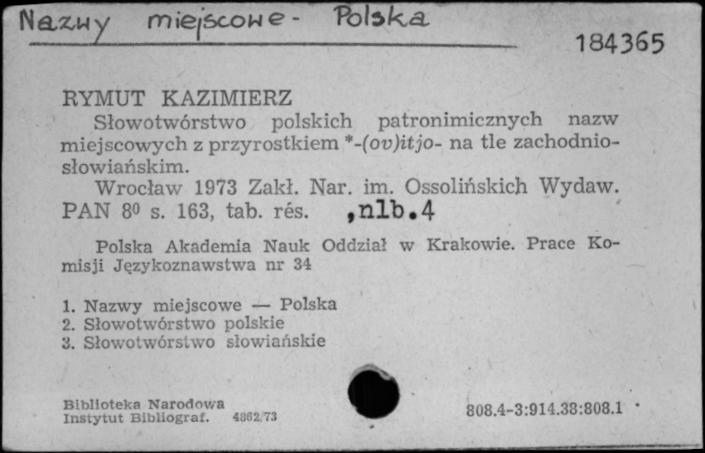 Nazwy miejscowe - Polska
184365
RYMUT KAZIMIERZ
Słowotwórstwo polskich patronimicznych nazw
miejscowych z przyrostkiem *-(ov)itjo- na tle zachodnio-
słowiańskim.
Wrocław 1973 Zakł. Nar. im. Ossolińskich Wydaw.
PAN 8⁰ s. 163, tab. rés. ,nlb.4
Polska Akademia Nauk Oddział w Krakowie. Prace Ko-
misji Językoznawstwa nr 34
1. Nazwy miejscowe — Polska
2. Słowotwórstwo polskie
3. Słowotwórstwo słowiańskie
Biblioteka Narodowa
Instytut Bibliograf. 4862/73
808.4-3:914.38:808.1